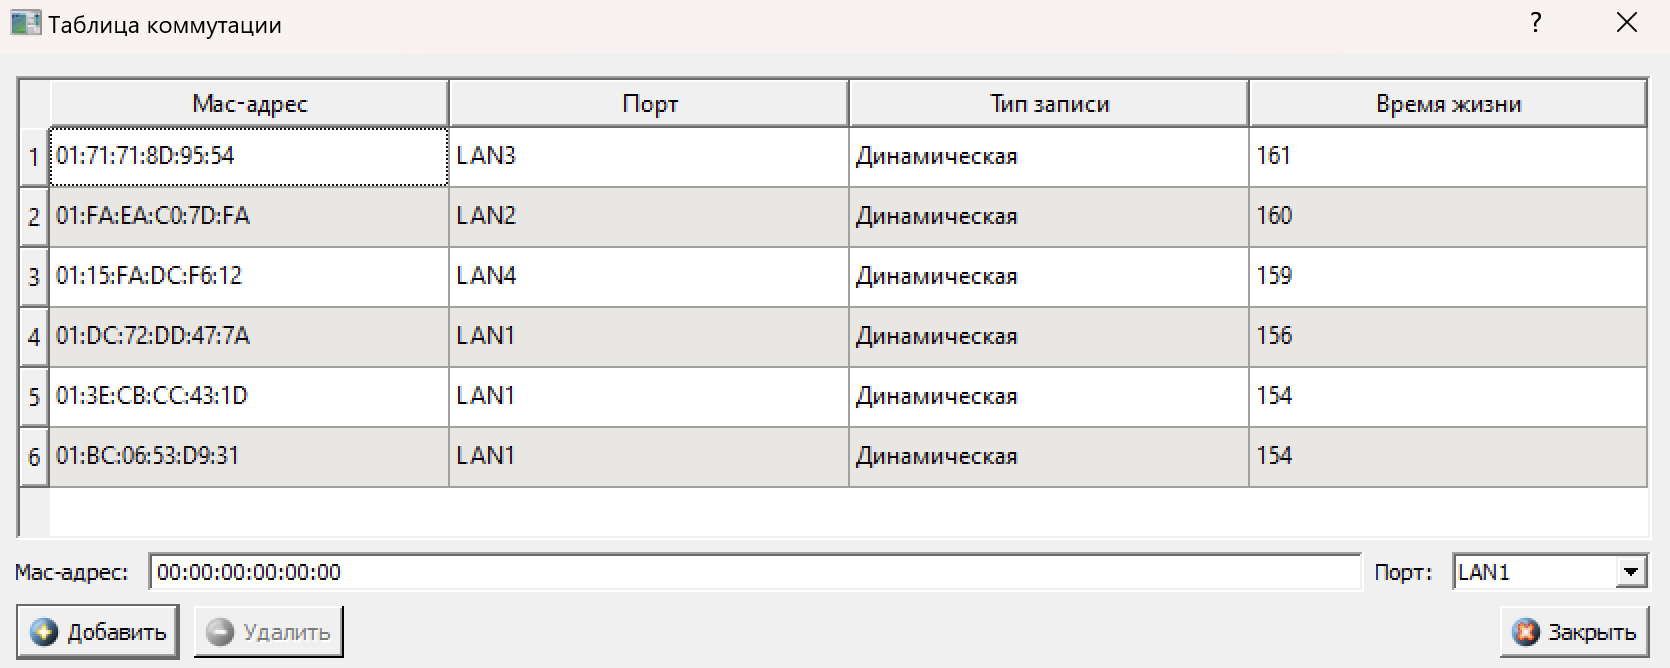 Таблица коммутации ?
Mac-адрес Порт Тип записи Время жизни
1 01:71:71:8D:95:54 LAN3 Динамическая 161
2 01:FA:EA:C0:7D:FA LAN2 Динамическая 160
3 01:15:FA:DC:F6:12 LAN4 Динамическая 159
4 01:DC:72:DD:47:7A LAN1 Динамическая 156
5 01:3E:CB:CC:43:1D LAN1 Динамическая 154
6 01:BC:06:53:D9:31 LAN1 Динамическая 154
Mac-адрес: 00:00:00:00:00:00 Порт: LAN1
Добавить Удалить Закрыть